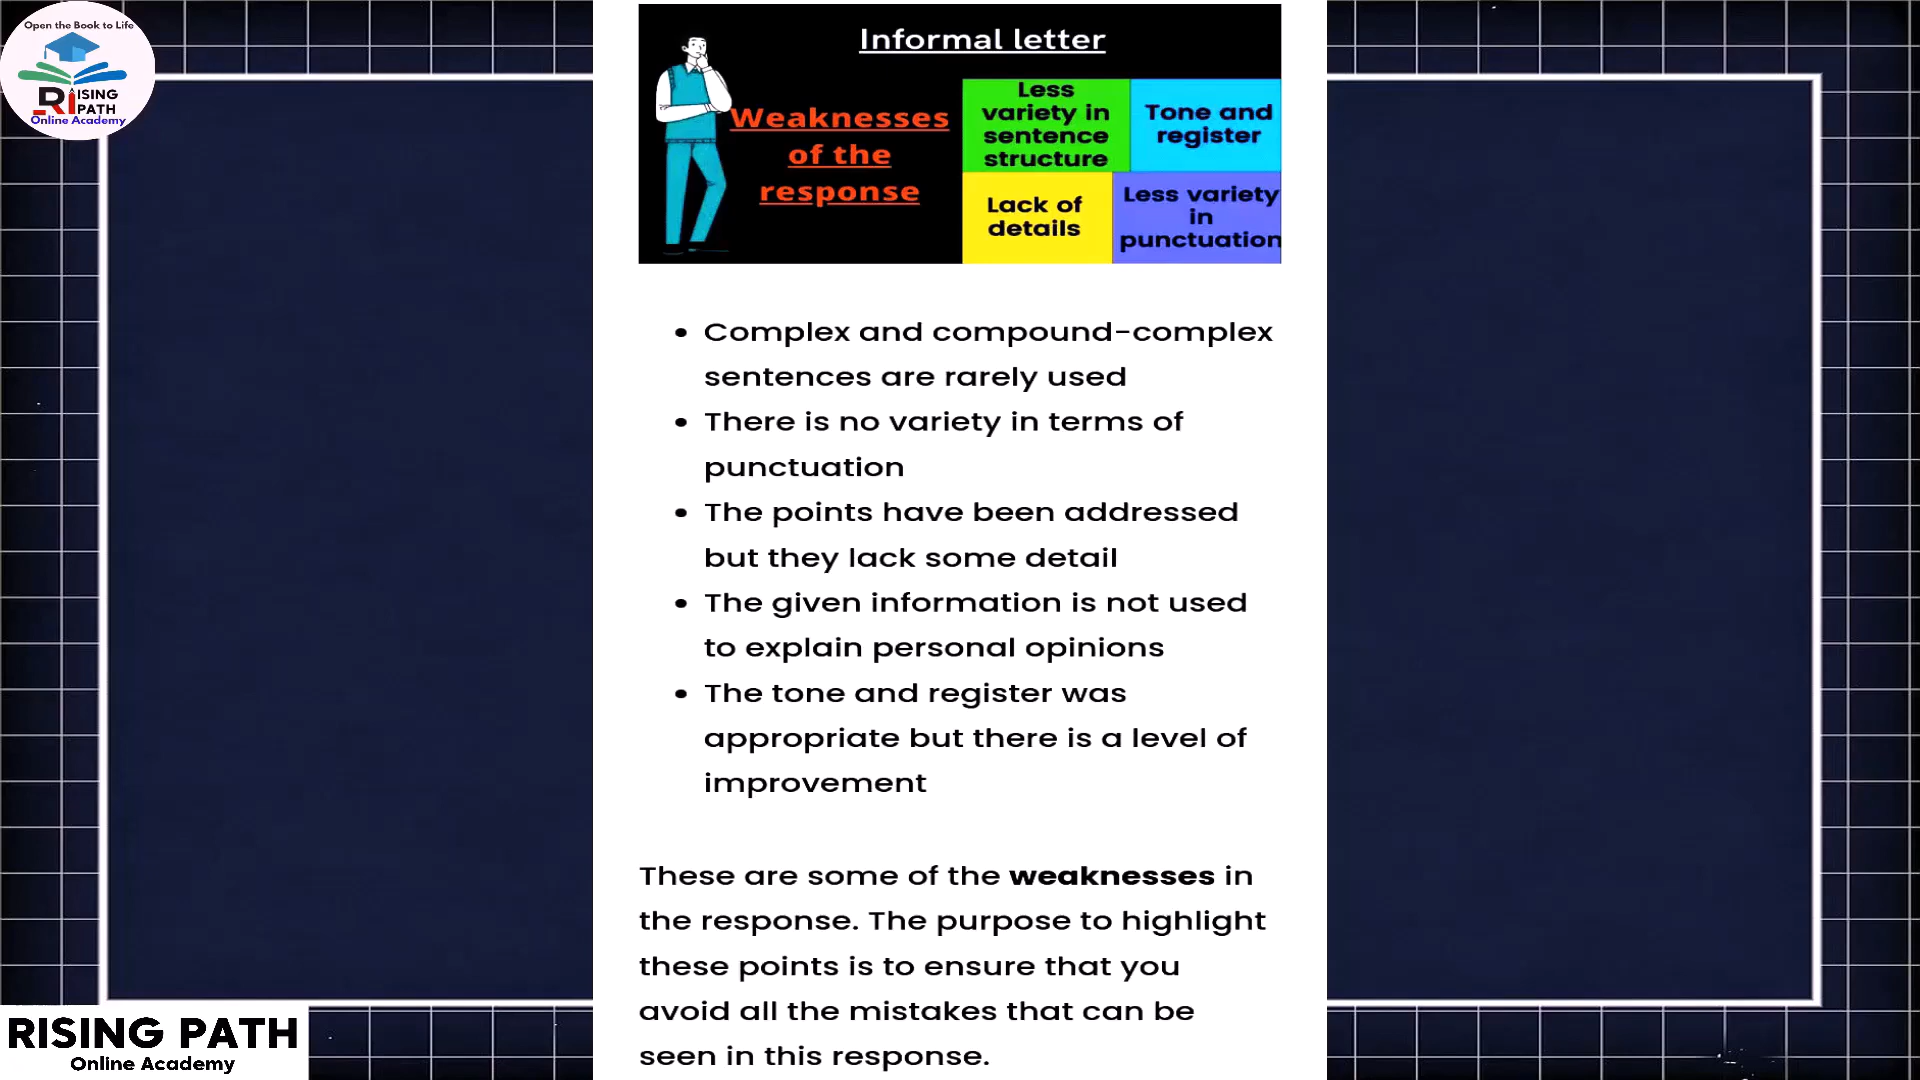 Open the Book to Life
RISING
PATH
Online Academy
Informal letter
Weaknesses
of the
response
Less
variety in
sentence
structure
Tone and
register
Lack of
details
Less variety
in
punctuation
• Complex and compound-complex
sentences are rarely used
• There is no variety in terms of
punctuation
• The points have been addressed
but they lack some detail
• The given information is not used
to explain personal opinions
• The tone and register was
appropriate but there is a level of
improvement
These are some of the weaknesses in
the response. The purpose to highlight
these points is to ensure that you
avoid all the mistakes that can be
seen in this response.
RISING PATH
Online Academy